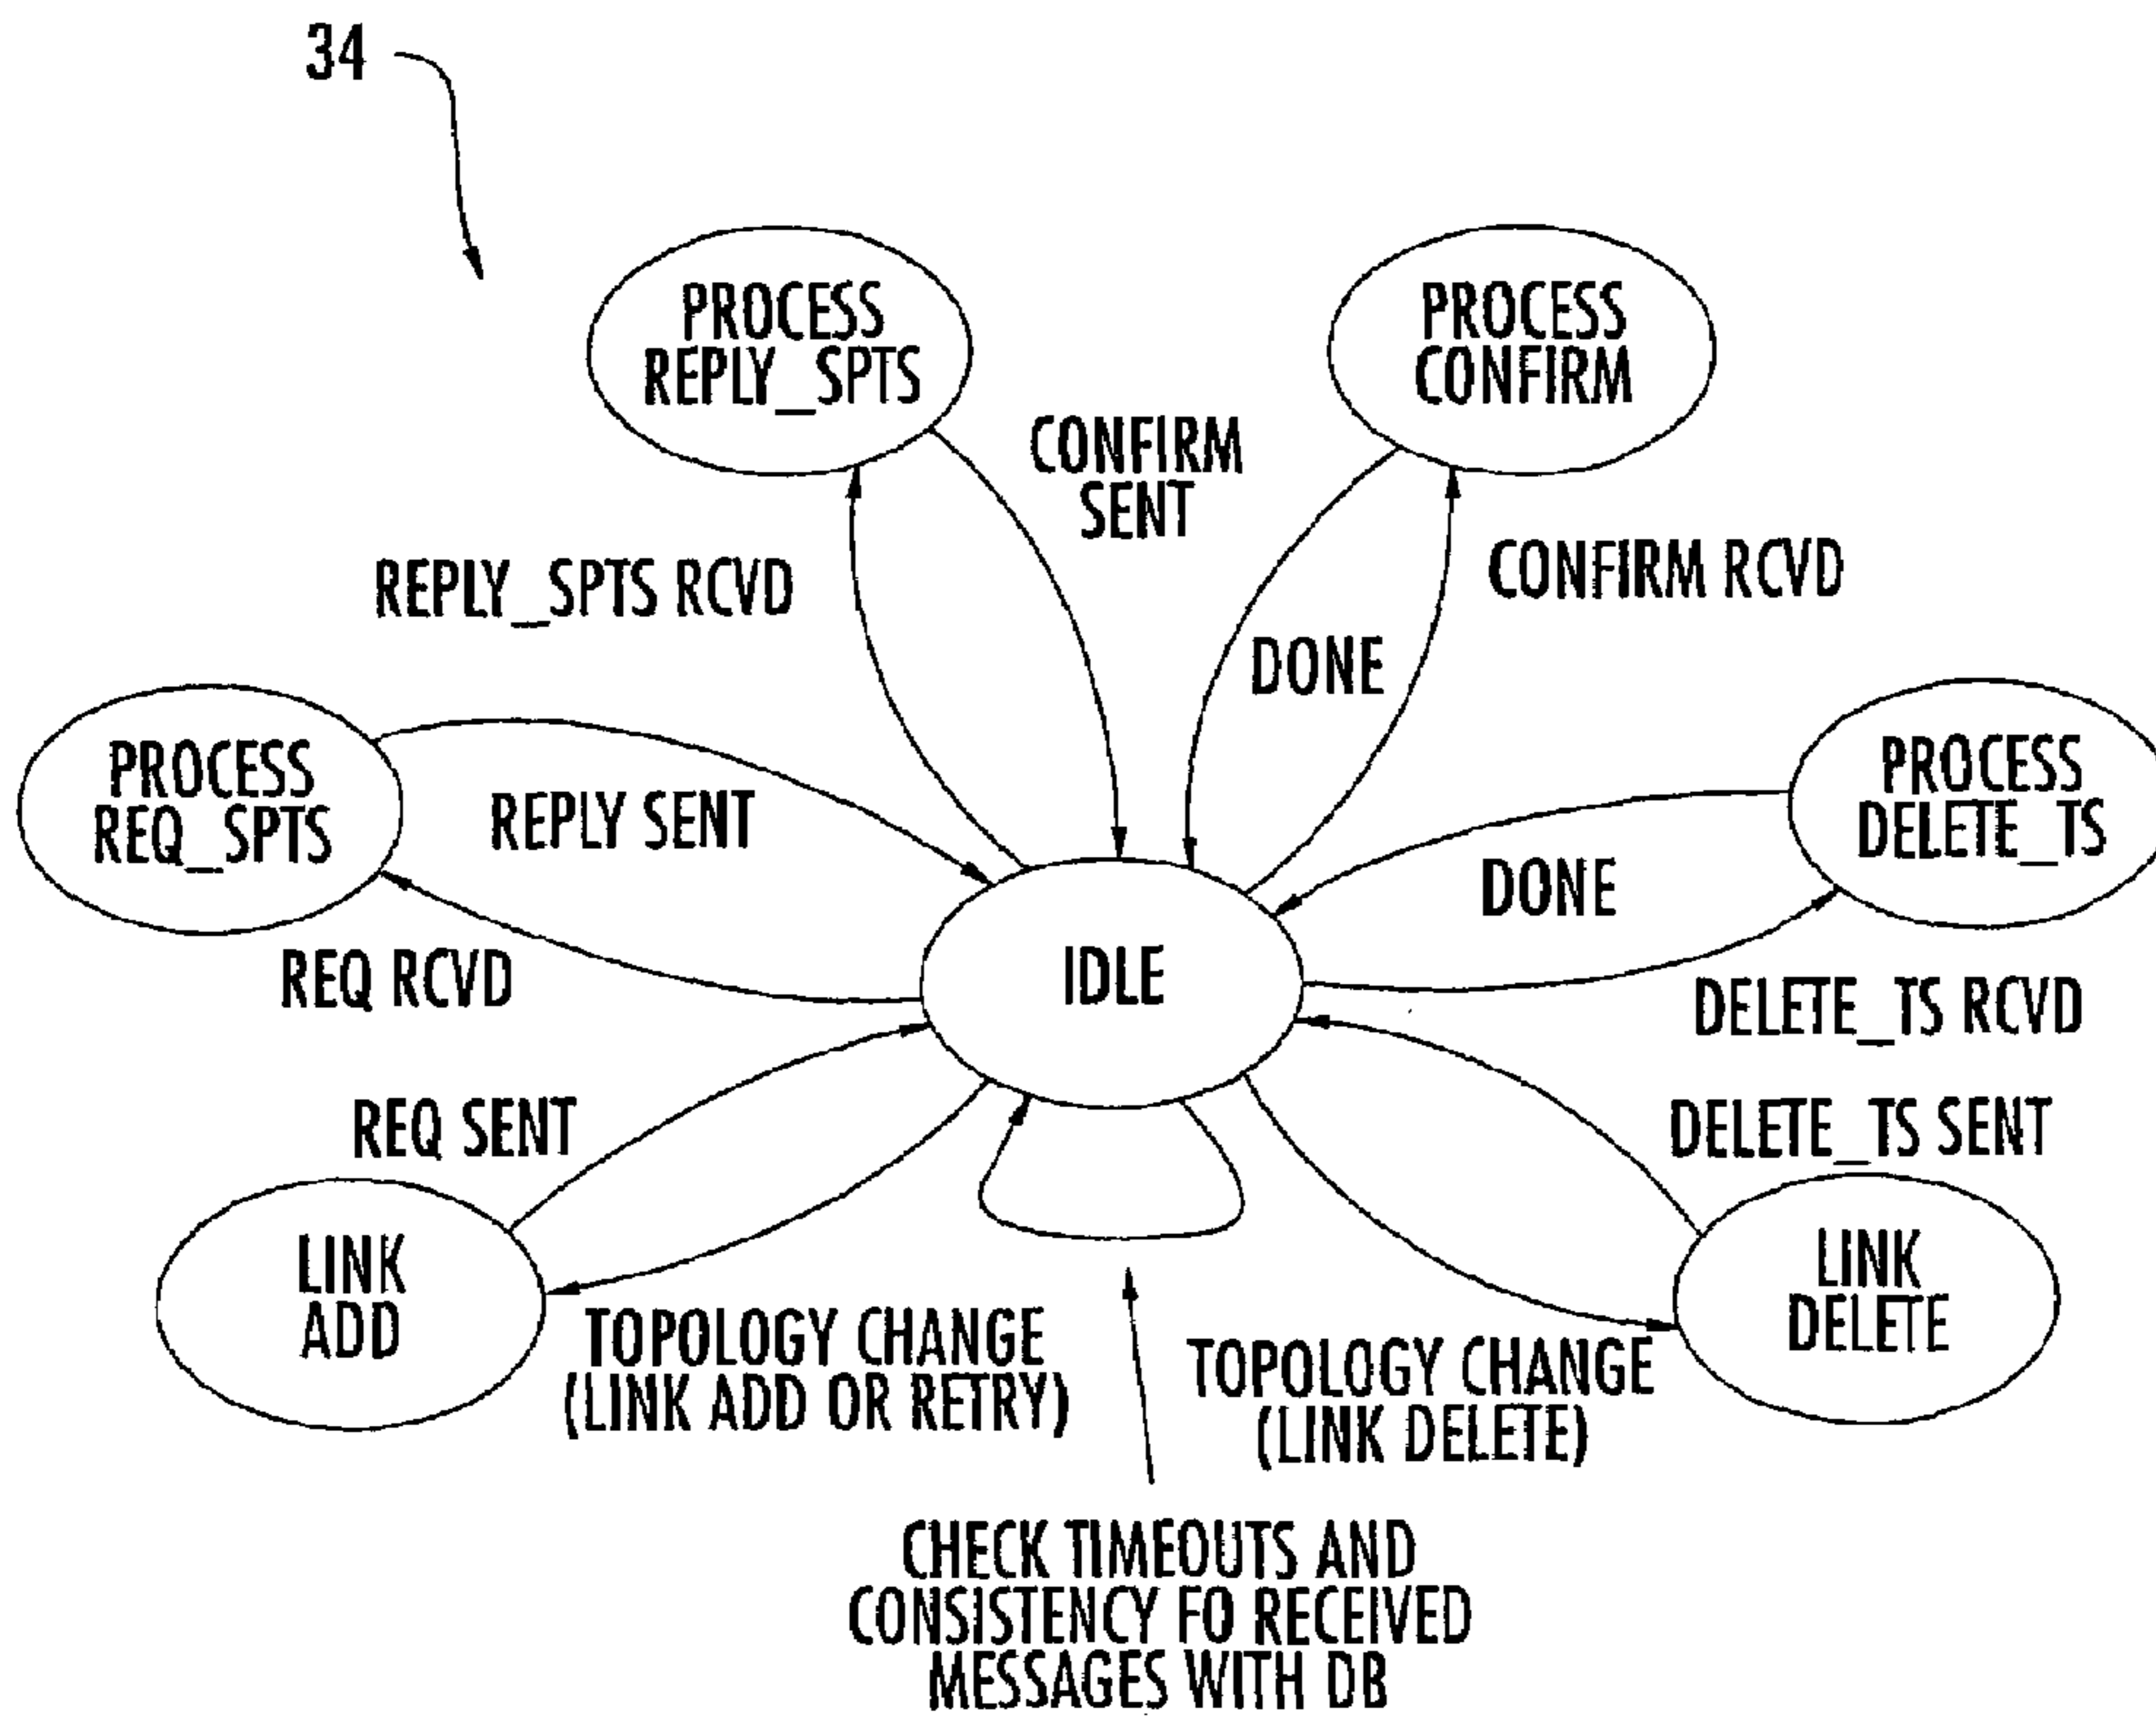 34
PROCESS
REPLY_SPTS
PROCESS
CONFIRM
CONFIRM
SENT
REPLY_SPTS RCVD
CONFIRM RCVD
DONE
PROCESS
REQ_SPTS
REPLY SENT
PROCESS
DELETE_TS
DONE
IDLE
REQ RCVD
DELETE_TS RCVD
REQ SENT
DELETE_TS SENT
LINK
ADD
LINK
DELETE
TOPOLOGY CHANGE
(LINK ADD OR RETRY)
TOPOLOGY CHANGE
(LINK DELETE)
CHECK TIMEOUTS AND
CONSISTENCY FO RECEIVED
MESSAGES WITH DB